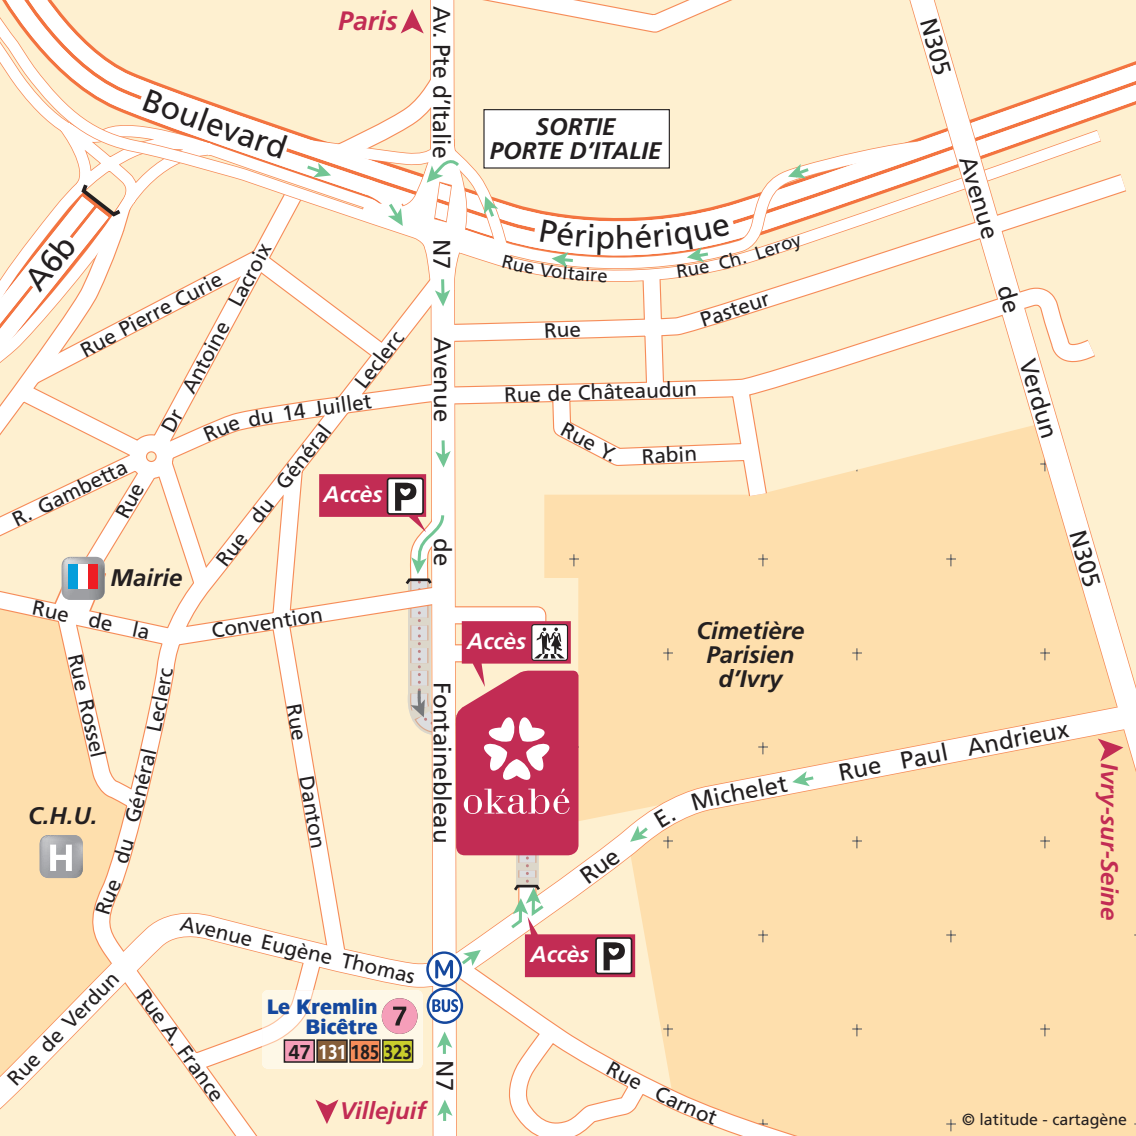 Paris
Av. Pte d'Italie
N305
Boulevard
SORTIE
PORTE D'ITALIE
Avenue
A6b
Périphérique
N7
Rue Voltaire
Rue Ch. Leroy
Rue Pierre Curie
Dr Antoine Lacroix
Rue
Pasteur
de
Leclerc
Avenue
Rue de Châteaudun
Verdun
Rue du 14 Juillet
Rue Y. Rabin
R. Gambetta
Rue
Rue du Général
Accès P
de
N305
Mairie
Rue de la Convention
Accès
Cimetière
Parisien
d'Ivry
Rue Rossel
Rue du Général Leclerc
Rue Danton
Fontainebleau
okabé
Rue Paul Andrieux
Rue E. Michelet
Ivry-sur-Seine
C.H.U.
H
Avenue Eugène Thomas
Accès P
M
BUS
Le Kremlin
Bicêtre
7
47 131 185 323
Rue de Verdun
Rue A. France
N7
Rue Carnot
Villejuif
© latitude - cartagène